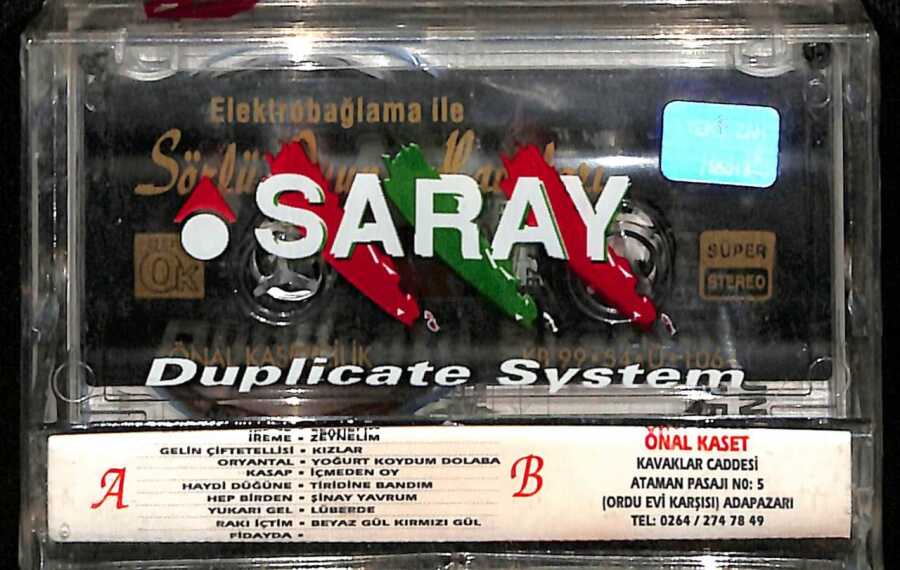 Elektrobağlama ile
SARAY
OK
SÜPER
STEREO
ÖNAL KASETÇİLİK
Duplicate System
A
İREME • ZEYNELİM
GELİN ÇİFTETELLİSİ • KIZLAR
ORYANTAL • YOĞURT KOYDUM DOLABA
KASAP • İÇMEDEN OY
HAYDİ DÜĞÜNE • TİRİDİNE BANDIM
HEP BİRDEN • ŞİNAY YAVRUM
YUKARI GEL • LÜBERDE
RAKI İÇTİM • BEYAZ GÜL KIRMIZI GÜL
FİDAYDA •
B
ÖNAL KASET
KAVAKLAR CADDESİ
ATAMAN PASAJI NO: 5
(ORDU EVİ KARŞISI) ADAPAZARI
TEL: 0264 / 274 78 49